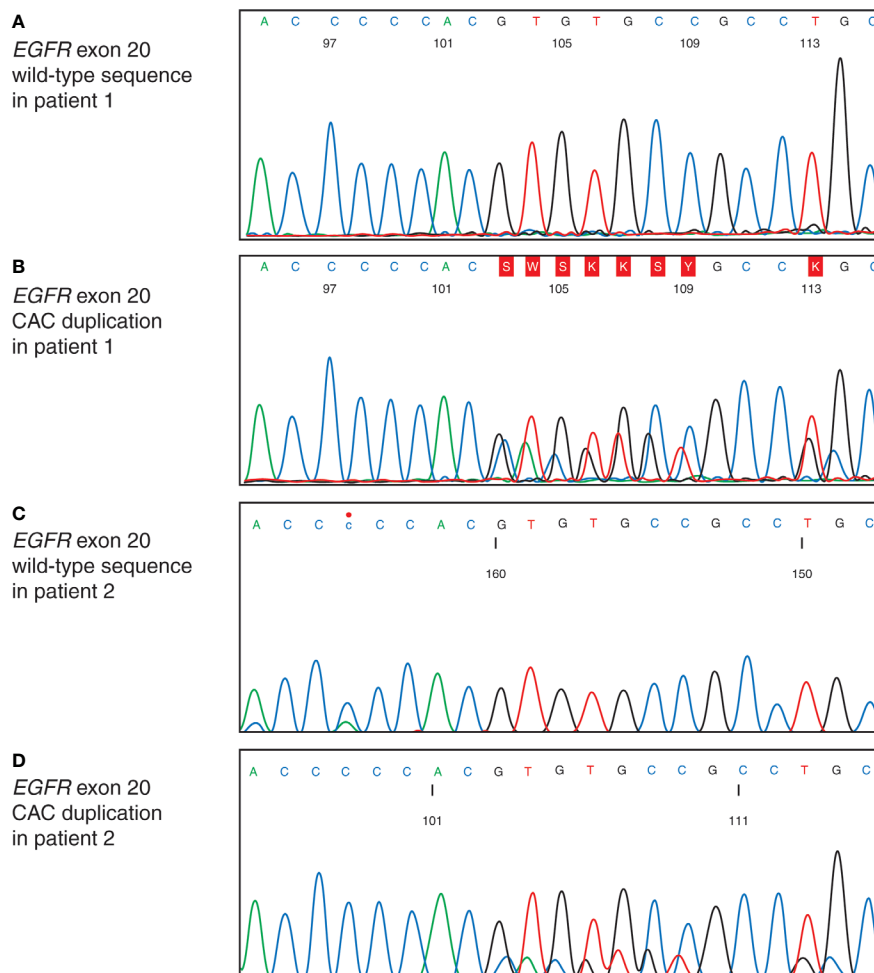 A
EGFR exon 20
wild-type sequence
in patient 1
A C C C C C A C G T G T G C C G C C T G C
97 101 105 109 113
B
EGFR exon 20
CAC duplication
in patient 1
A C C C C C A C S W S K K S Y G C C K G C
97 101 105 109 113
C
EGFR exon 20
wild-type sequence
in patient 2
A C C c C C A C G T G T G C C G C C T G C
160 150
D
EGFR exon 20
CAC duplication
in patient 2
A C C C C C A C G T G T G C C G C C T G C
101 111